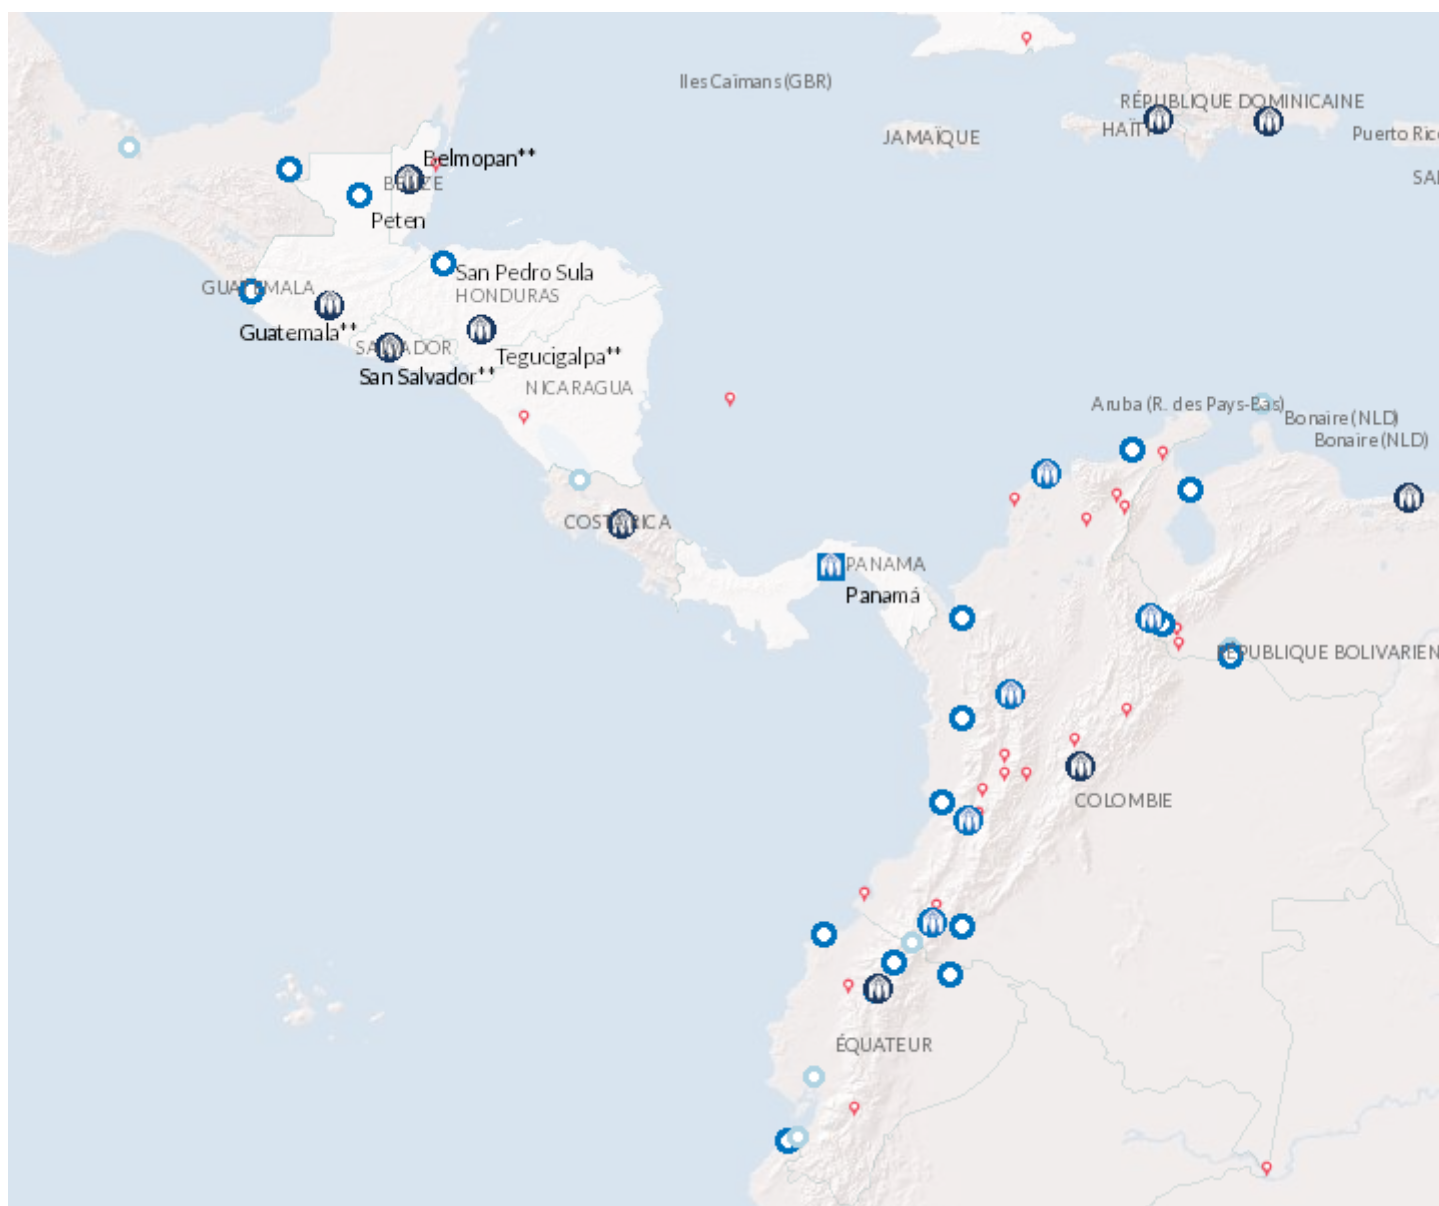 Iles Caïmans (GBR)
RÉPUBLIQUE DOMINICAINE
HAÏTI
JAMAÏQUE
Puerto Rico
Belmopan**
BELIZE
SA
Peten
San Pedro Sula
HONDURAS
GUATEMALA
Guatemala**
SALVADOR
Tegucigalpa**
San Salvador**
NICARAGUA
Aruba (R. des Pays-Bas)
Bonaire (NLD)
Bonaire (NLD)
COSTA RICA
PANAMA
Panamá
RÉPUBLIQUE BOLIVARIEN
COLOMBIE
ÉQUATEUR